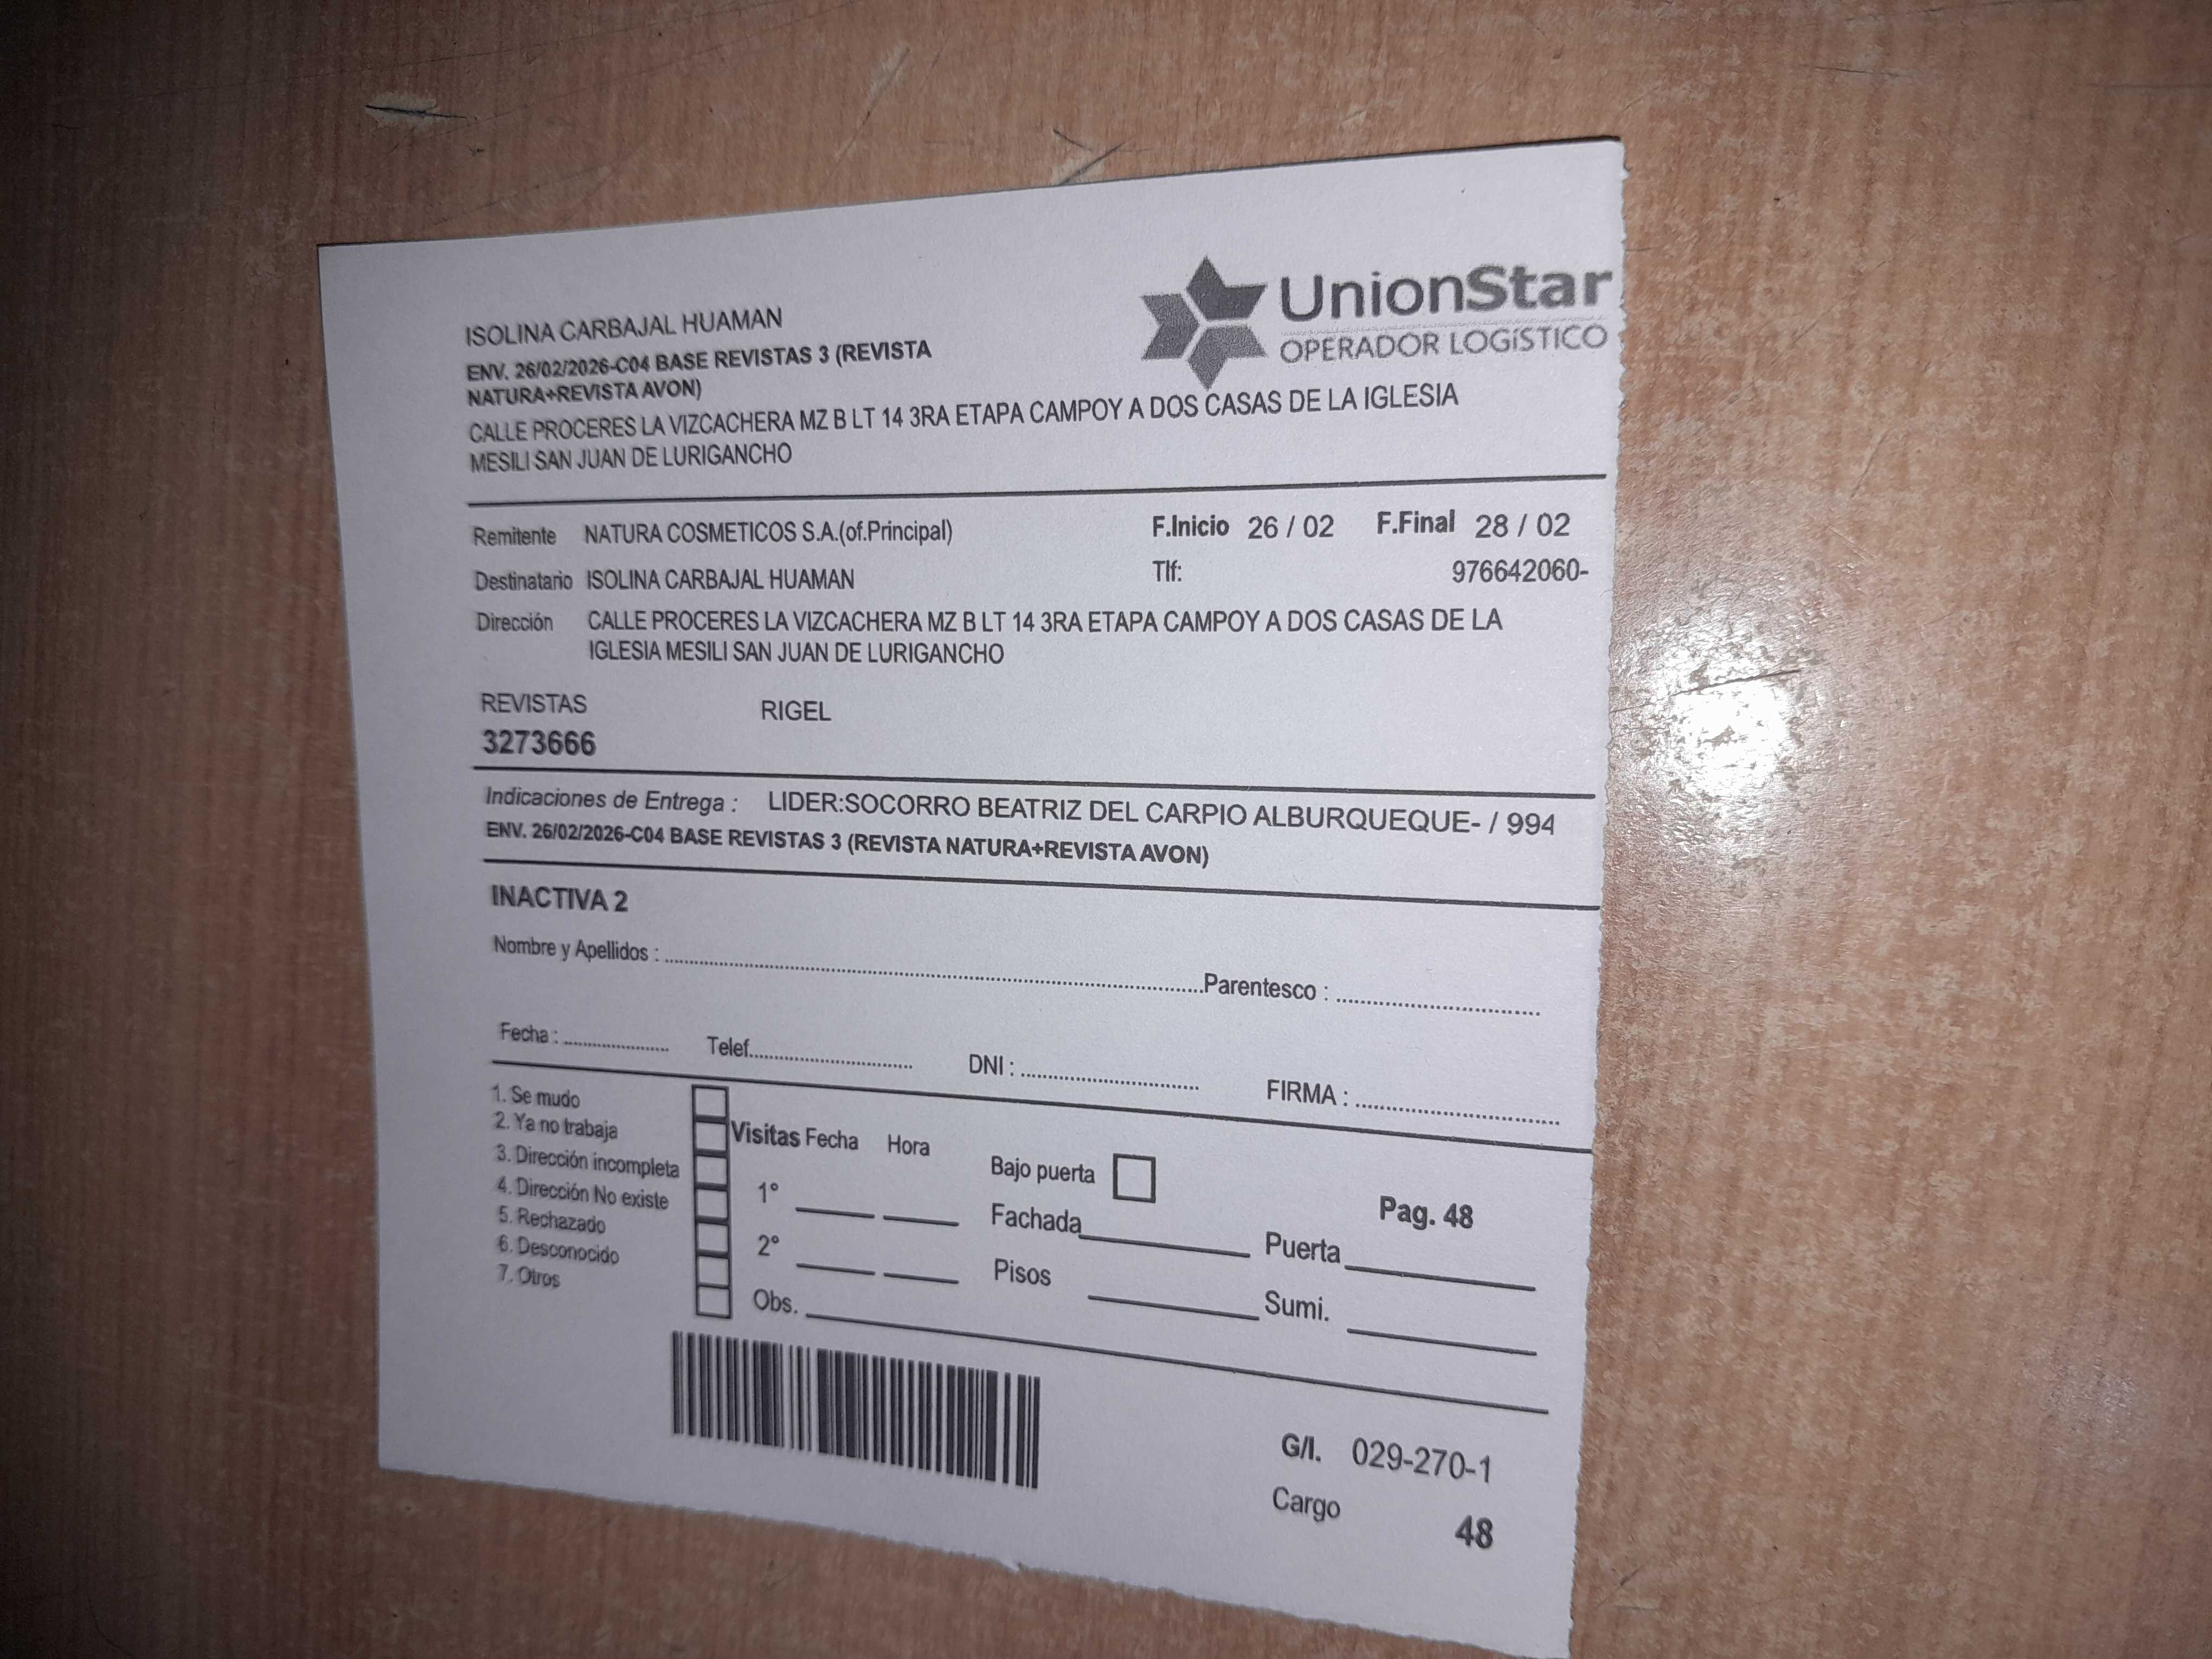 UnionStar
OPERADOR LOGíSTICO
ISOLINA CARBAJAL HUAMAN
ENV. 26/02/2026-C04 BASE REVISTAS 3 (REVISTA
NATURA+REVISTA AVON)
CALLE PROCERES LA VIZCACHERA MZ B LT 14 3RA ETAPA CAMPOY A DOS CASAS DE LA IGLESIA
MESILI SAN JUAN DE LURIGANCHO
Remitente NATURA COSMETICOS S.A.(of.Principal) F.Inicio 26 / 02 F.Final 28 / 02
Destinatario ISOLINA CARBAJAL HUAMAN Tlf: 976642060-
Dirección CALLE PROCERES LA VIZCACHERA MZ B LT 14 3RA ETAPA CAMPOY A DOS CASAS DE LA
IGLESIA MESILI SAN JUAN DE LURIGANCHO
REVISTAS RIGEL
3273666
Indicaciones de Entrega : LIDER:SOCORRO BEATRIZ DEL CARPIO ALBURQUEQUE- / 994
ENV. 26/02/2026-C04 BASE REVISTAS 3 (REVISTA NATURA+REVISTA AVON)
INACTIVA 2
Nombre y Apellidos : Parentesco :
Fecha : Telef. DNI : FIRMA :
1. Se mudo
2. Ya no trabaja
3. Dirección incompleta
4. Dirección No existe
5. Rechazado
6. Desconocido
7. Otros
Visitas Fecha Hora
1°
2°
Obs.
Bajo puerta
Fachada
Pisos
Pag. 48
Puerta
Sumi.
G/I. 029-270-1
Cargo 48